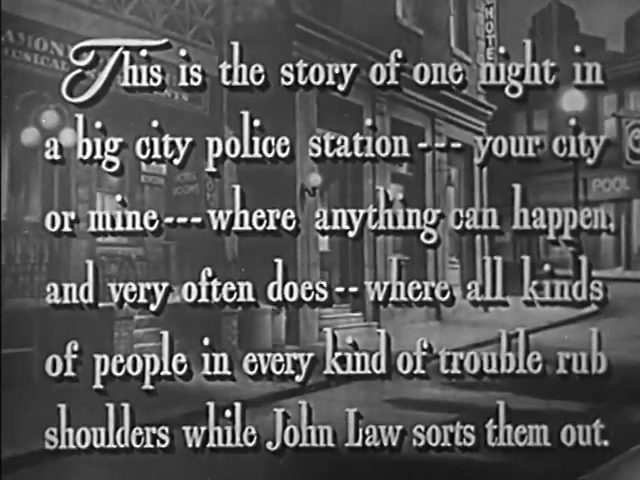 This is the story of one night in
a big city police station --- your city
or mine --- where anything can happen,
and very often does -- where all kinds
of people in every kind of trouble rub
shoulders while John Law sorts them out.
HOTE
POOL